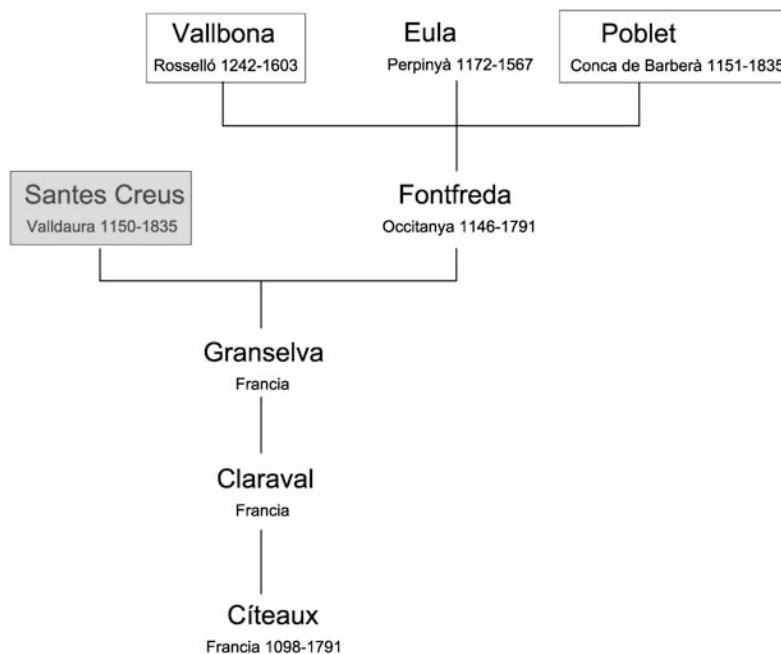 Vallbona
Rosselló 1242-1603
Eula
Perpinyà 1172-1567
Poblet
Conca de Barberà 1151-1835
Santes Creus
Valldaura 1150-1835
Fontfreda
Occitanya 1146-1791
Granselva
Francia
Claraval
Francia
Cíteaux
Francia 1098-1791